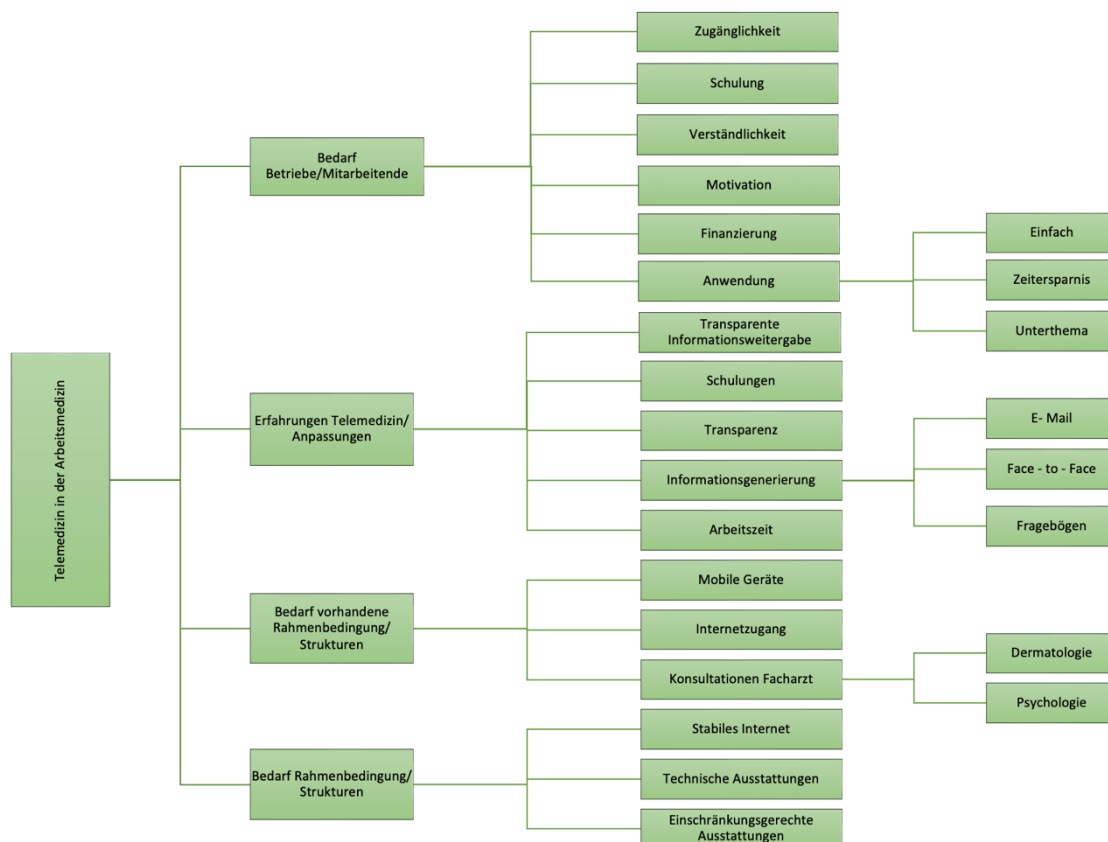 Telemedizin in der Arbeitsmedizin
Bedarf
Betriebe/Mitarbeitende
Zugänglichkeit
Schulung
Verständlichkeit
Motivation
Finanzierung
Anwendung
Einfach
Zeitersparnis
Unterthema
Erfahrungen Telemedizin/
Anpassungen
Transparente
Informationsweitergabe
Schulungen
Transparenz
Informationsgenerierung
Arbeitszeit
E- Mail
Face - to - Face
Fragebögen
Bedarf vorhandene
Rahmenbedingung/
Strukturen
Mobile Geräte
Internetzugang
Konsultationen Facharzt
Dermatologie
Psychologie
Bedarf Rahmenbedingung/
Strukturen
Stabiles Internet
Technische Ausstattungen
Einschränkungsgerechte
Ausstattungen